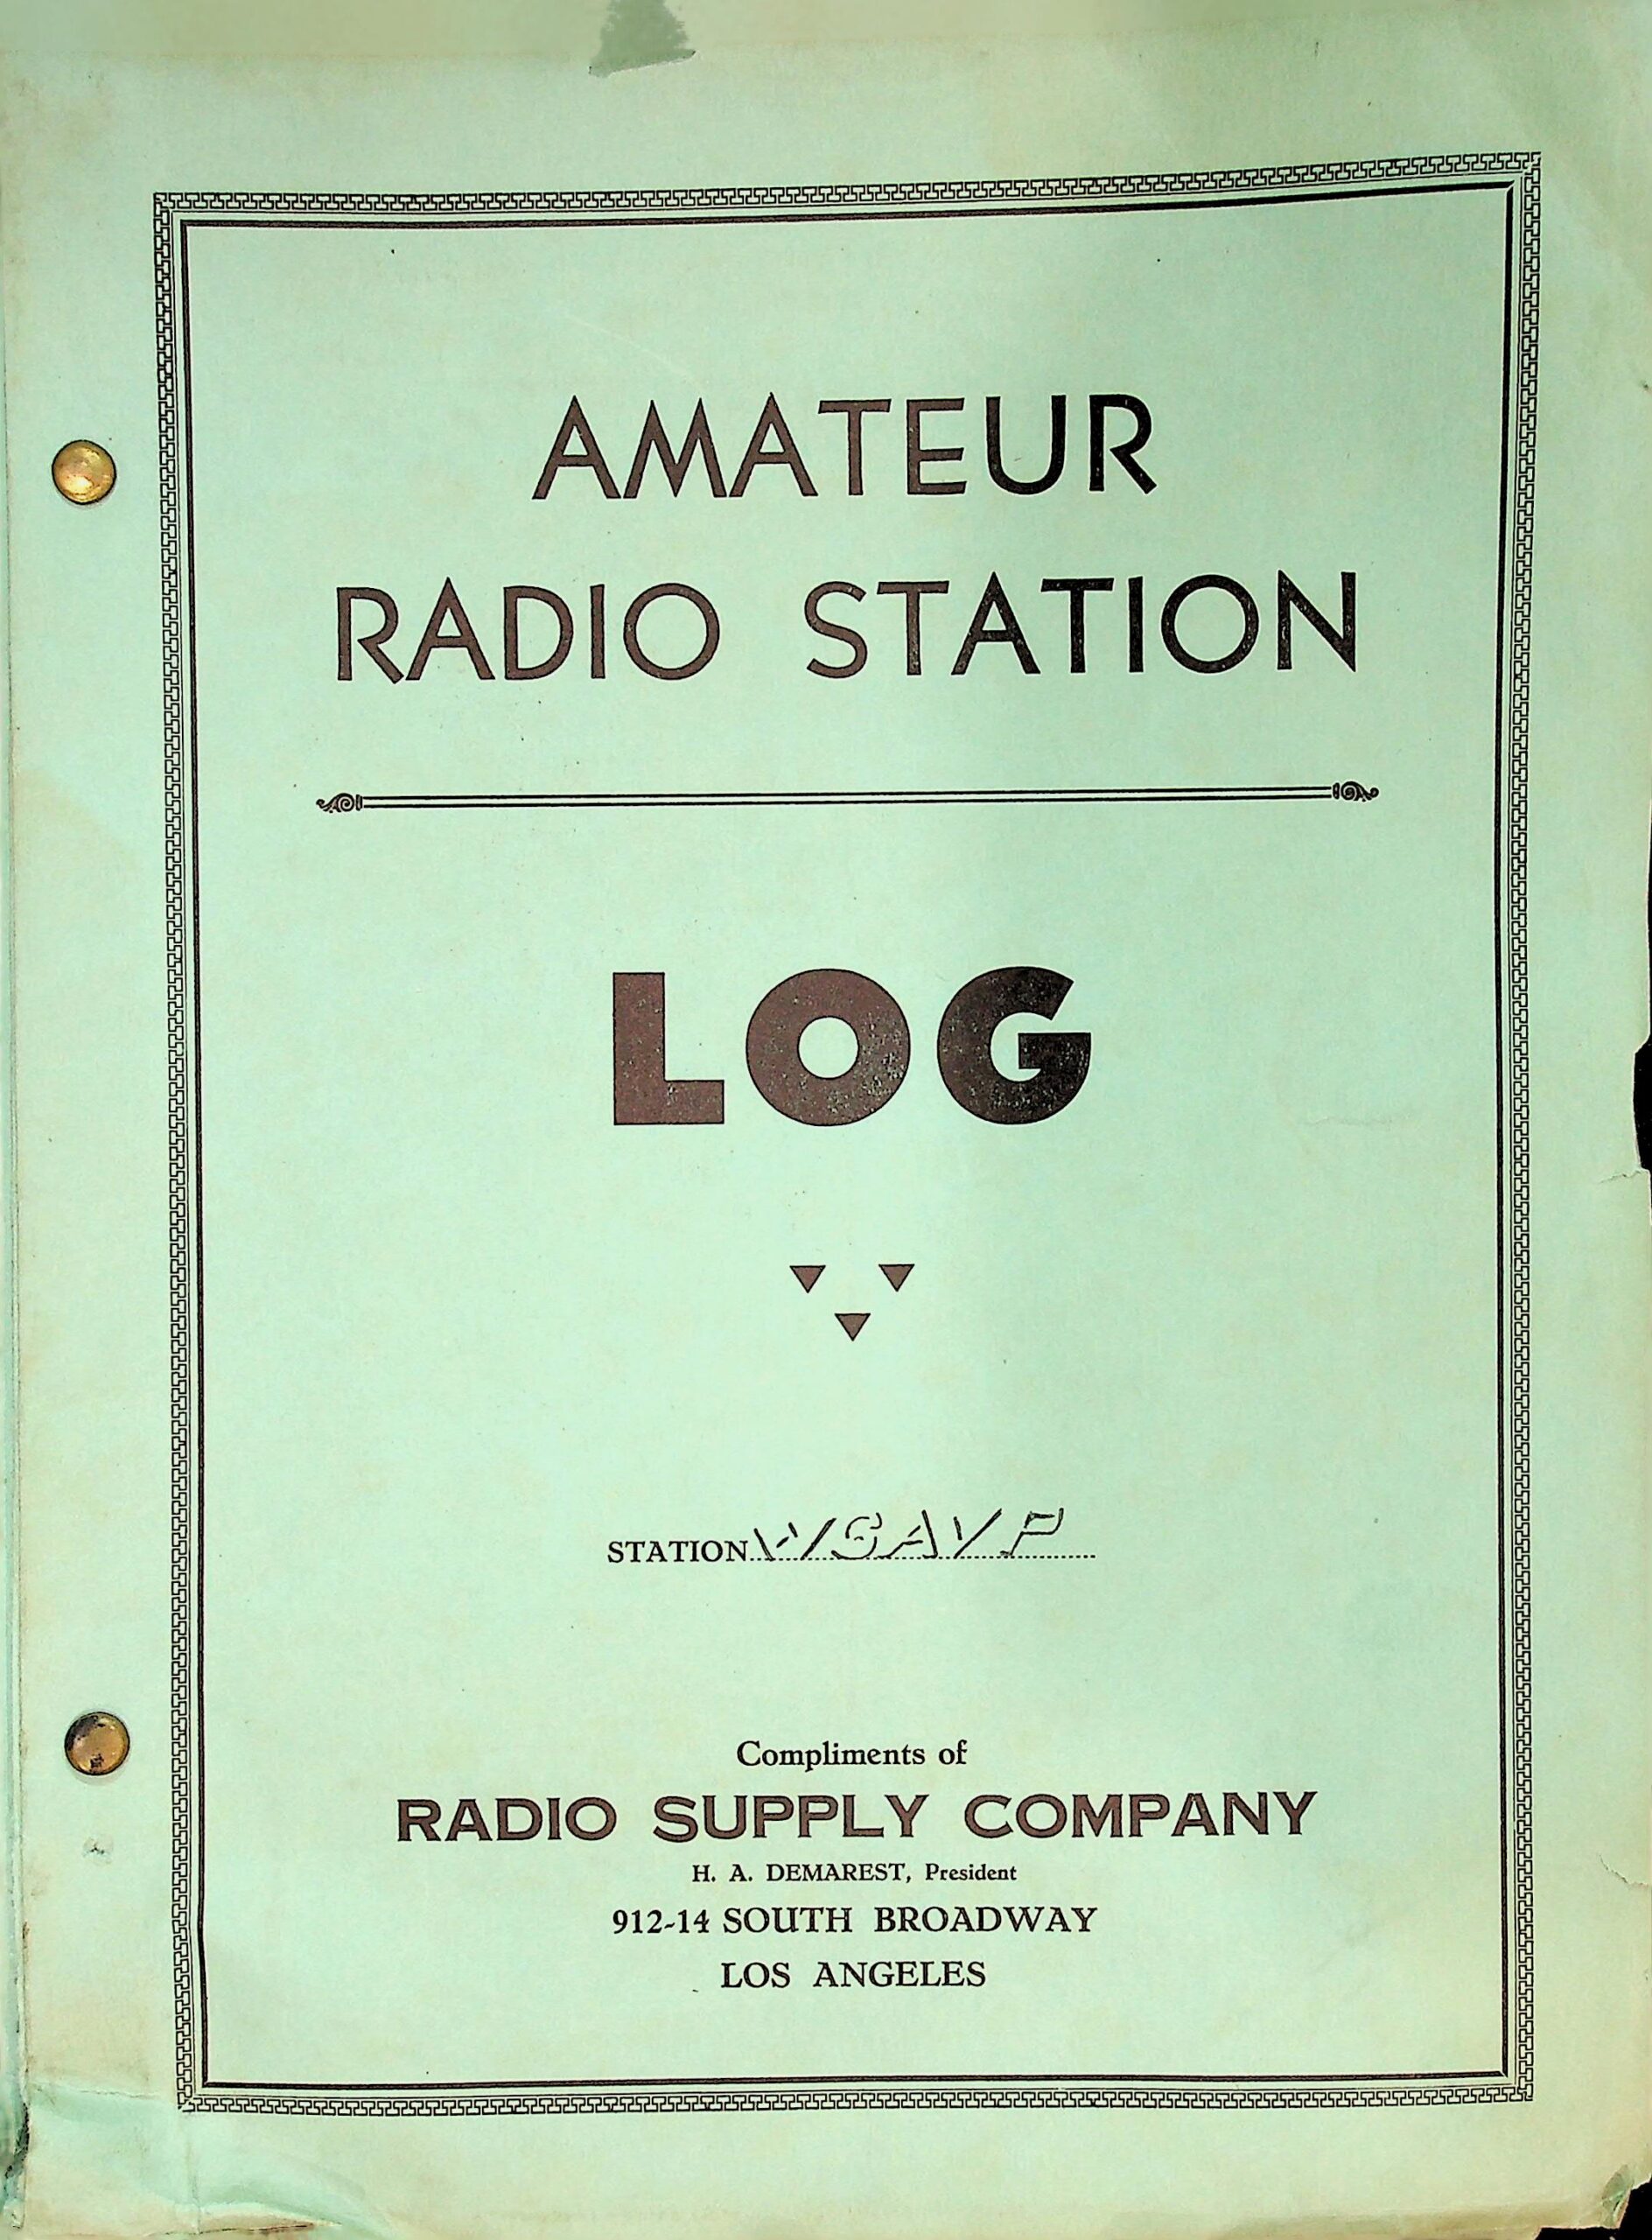 AMATEUR
RADIO STATION
LOG
STATION W6AVP
Compliments of
RADIO SUPPLY COMPANY
H. A. DEMAREST, President
912-14 SOUTH BROADWAY
LOS ANGELES